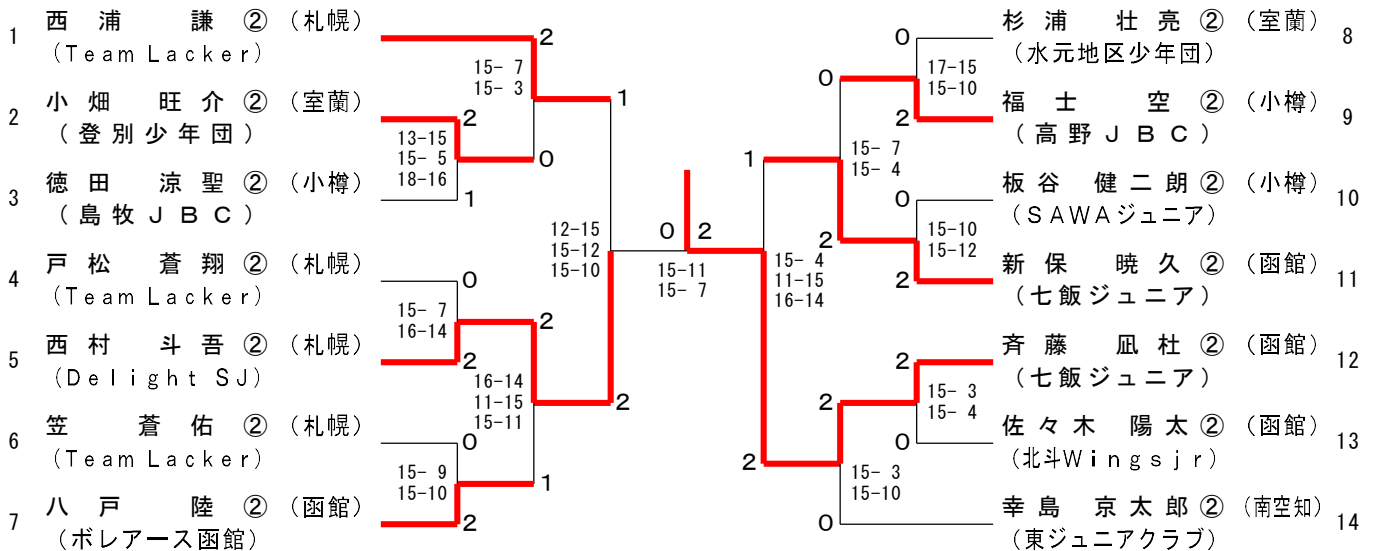 1 西浦 謙 ② (札幌)
(Team Lacker)
2 小畑 旺介 ② (室蘭)
(登別少年団)
3 徳田 涼聖 ② (小樽)
(島牧JBC)
4 戸松 蒼翔 ② (札幌)
(Team Lacker)
5 西村 斗吾 ② (札幌)
(Delight SJ)
6 笠 蒼佑 ② (札幌)
(Team Lacker)
7 八戸 陸 ② (函館)
(ボレアース函館)
2
15- 7
15- 3
1
2
13-15
15- 5
18-16
0
1
12-15
15-12
15-10
0
15- 7
16-14
2
2
16-14
11-15
15-11
2
0
15- 9
15-10
1
2
0 2
15-11
15- 7
1
15- 4
11-15
16-14
2
0
17-15
15-10
0
2
15- 7
15- 4
0
15-10
15-12
2
2
2
15- 3
15- 4
2
0
15- 3
15-10
0
杉浦 壮亮 ② (室蘭) 8
(水元地区少年団)
福士 空 ② (小樽) 9
(高野JBC)
板谷 健二朗 ② (小樽) 10
(SAWAジュニア)
新保 暁久 ② (函館) 11
(七飯ジュニア)
斉藤 凪杜 ② (函館) 12
(七飯ジュニア)
佐々木 陽太 ② (函館) 13
(北斗Wingsjr)
幸島 京太郎 ② (南空知) 14
(東ジュニアクラブ)